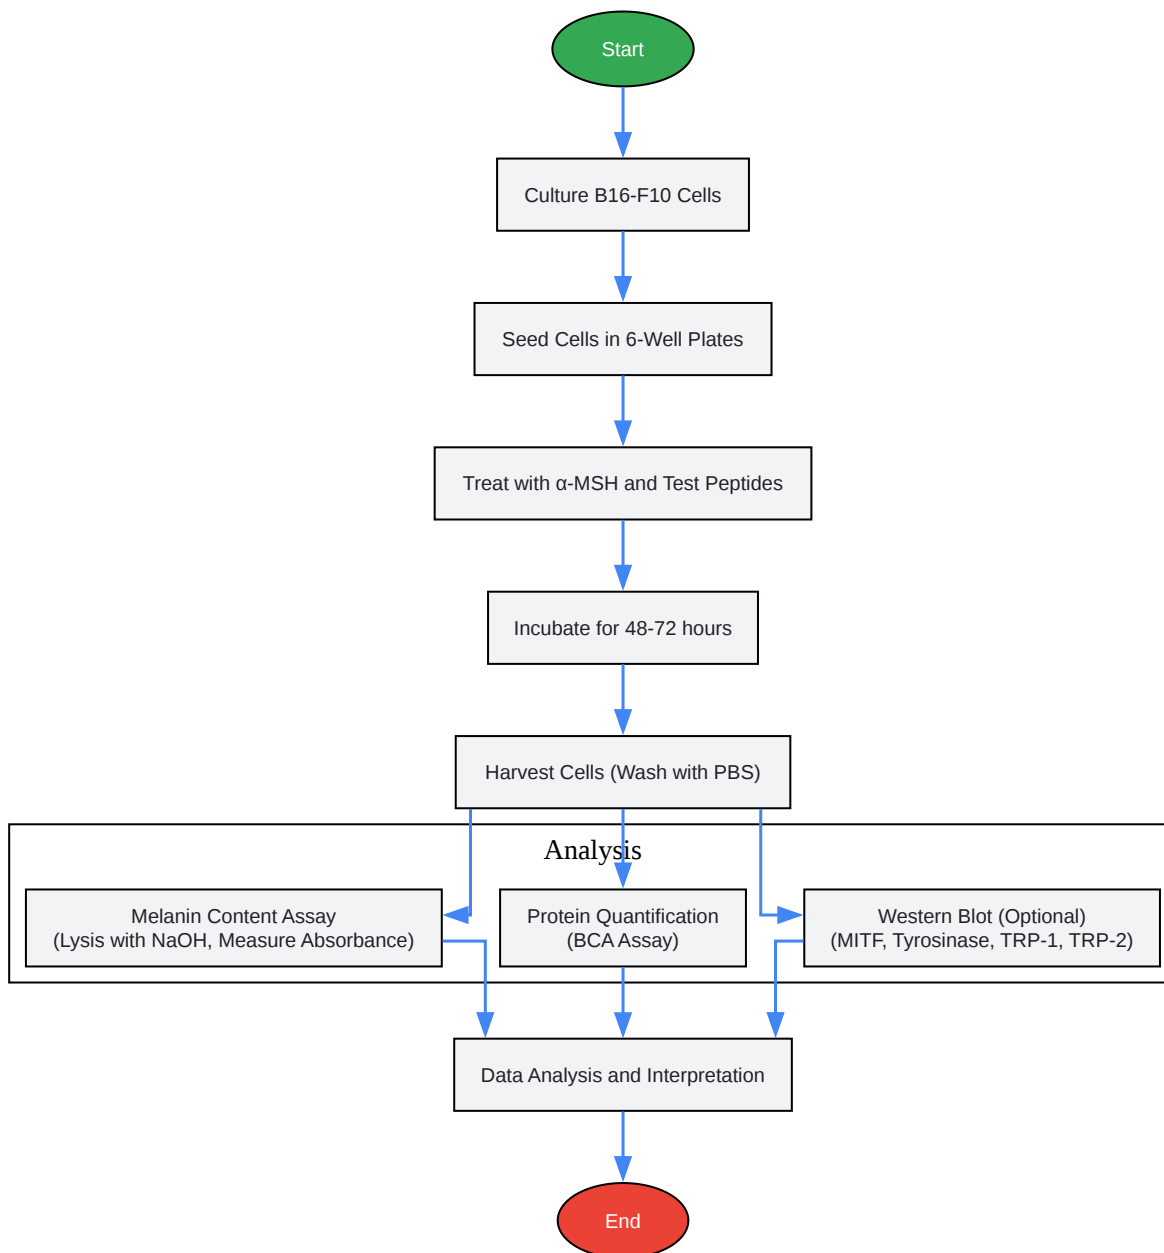 Start
Culture B16-F10 Cells
Seed Cells in 6-Well Plates
Treat with α-MSH and Test Peptides
Incubate for 48-72 hours
Harvest Cells (Wash with PBS)
Analysis
Melanin Content Assay
(Lysis with NaOH, Measure Absorbance)
Protein Quantification
(BCA Assay)
Western Blot (Optional)
(MITF, Tyrosinase, TRP-1, TRP-2)
Data Analysis and Interpretation
End